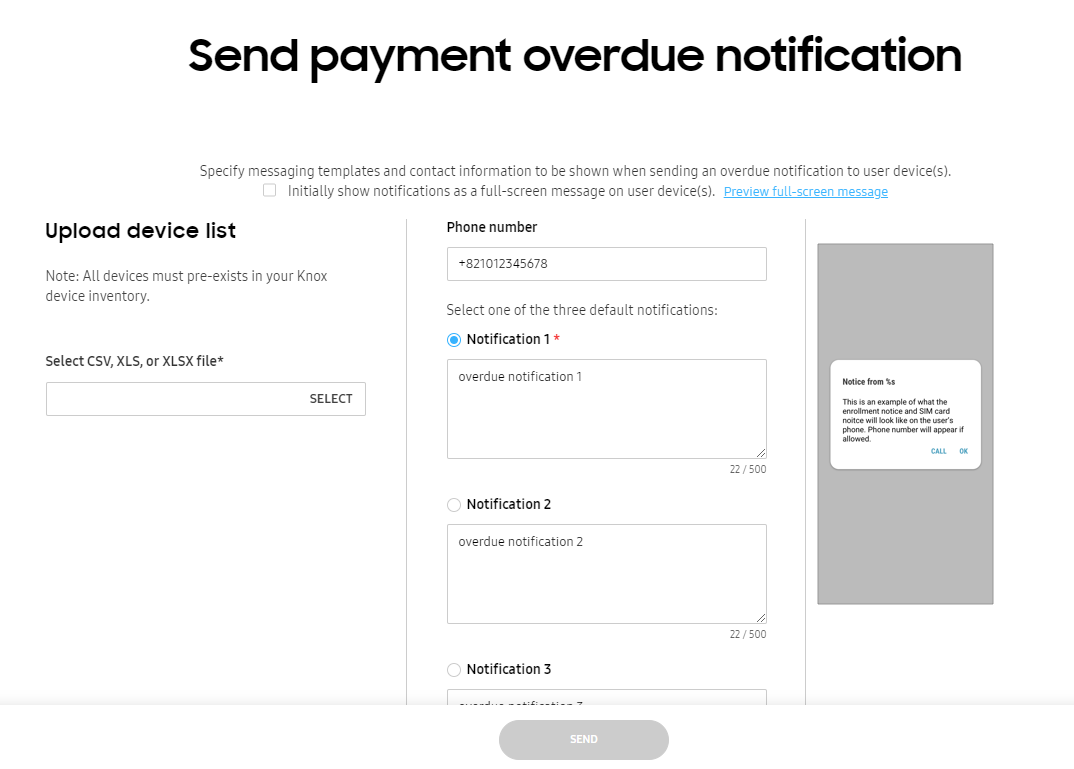 Send payment overdue notification
Specify messaging templates and contact information to be shown when sending an overdue notification to user device(s).
Initially show notifications as a full-screen message on user device(s). Preview full-screen message
Upload device list
Note: All devices must pre-exists in your Knox
device inventory.
Select CSV, XLS, or XLSX file*
SELECT
Phone number
+821012345678
Select one of the three default notifications:
Notification 1 *
overdue notification 1
22 / 500
Notification 2
overdue notification 2
22 / 500
Notification 3
overdue notification 3
Notice from %s
This is an example of what the
enrollment notice and SIM card
noitce will look like on the user's
phone. Phone number will appear if
allowed.
CALL OK
SEND